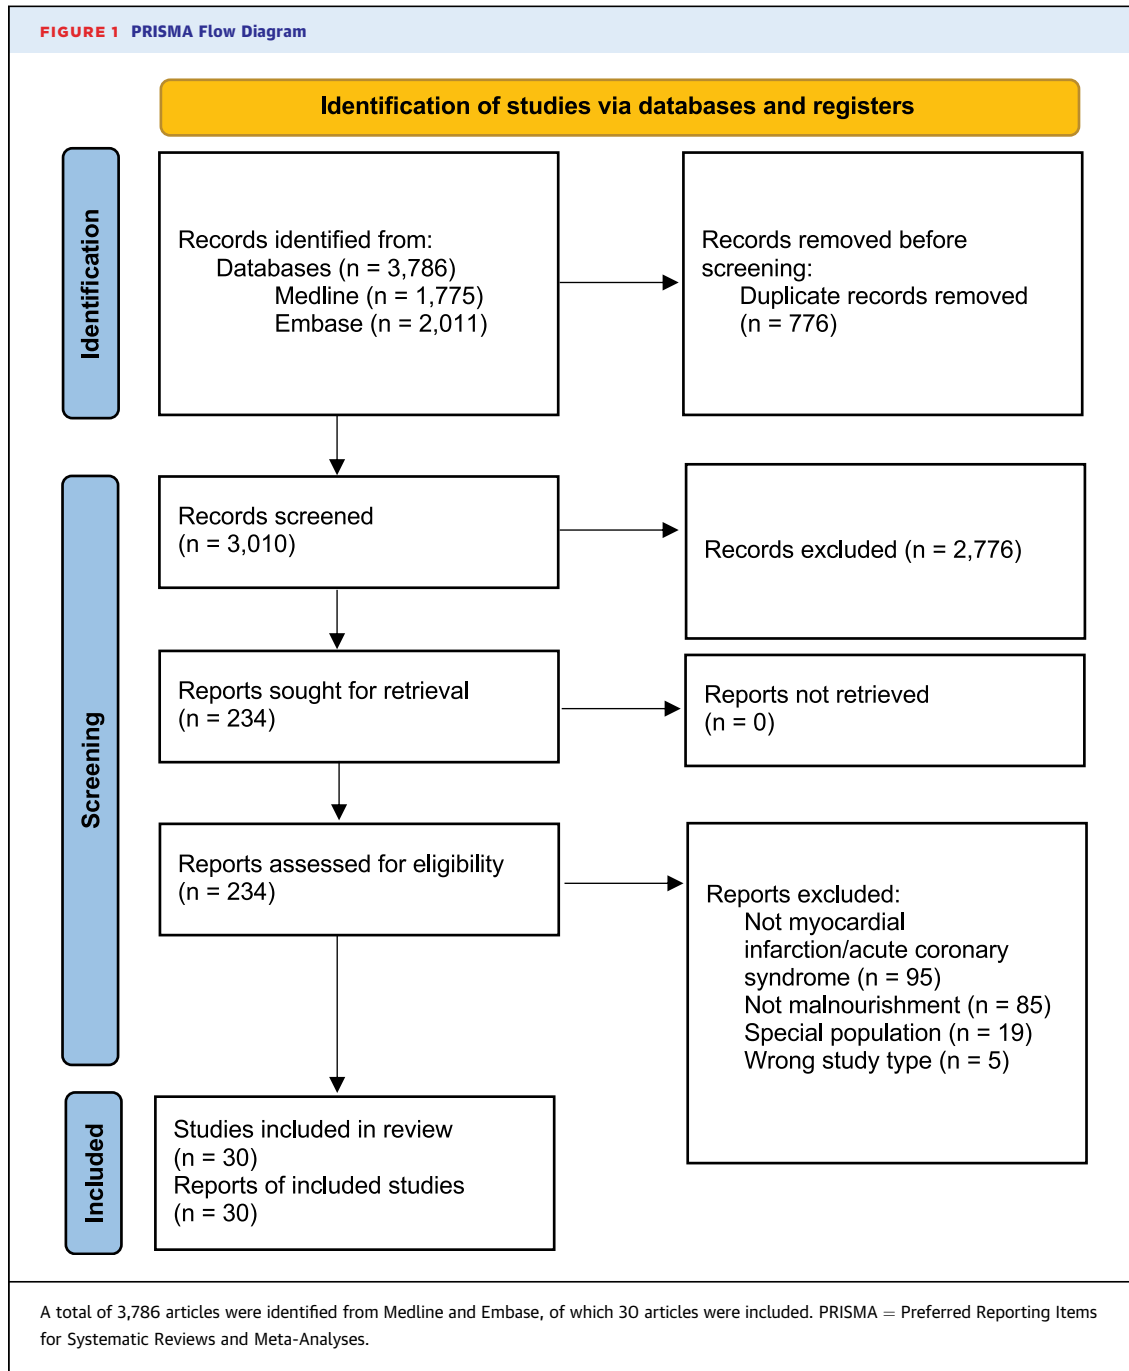 FIGURE 1 PRISMA Flow Diagram
Identification of studies via databases and registers
Identification
Records identified from:
Databases (n = 3,786)
Medline (n = 1,775)
Embase (n = 2,011)
Records removed before
screening:
Duplicate records removed
(n = 776)
Screening
Records screened
(n = 3,010)
Records excluded (n = 2,776)
Reports sought for retrieval
(n = 234)
Reports not retrieved
(n = 0)
Reports assessed for eligibility
(n = 234)
Reports excluded:
Not myocardial
infarction/acute coronary
syndrome (n = 95)
Not malnourishment (n = 85)
Special population (n = 19)
Wrong study type (n = 5)
Included
Studies included in review
(n = 30)
Reports of included studies
(n = 30)
A total of 3,786 articles were identified from Medline and Embase, of which 30 articles were included. PRISMA = Preferred Reporting Items
for Systematic Reviews and Meta-Analyses.